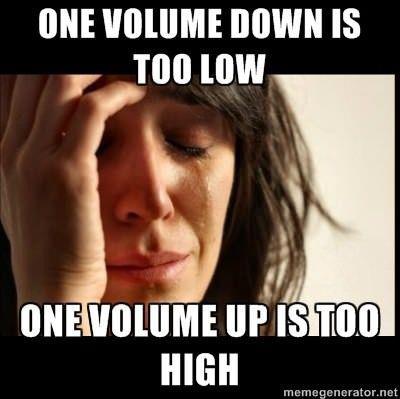 ONE VOLUME DOWN IS
TOO LOW
ONE VOLUME UP IS TOO
HIGH
memegenerator.net